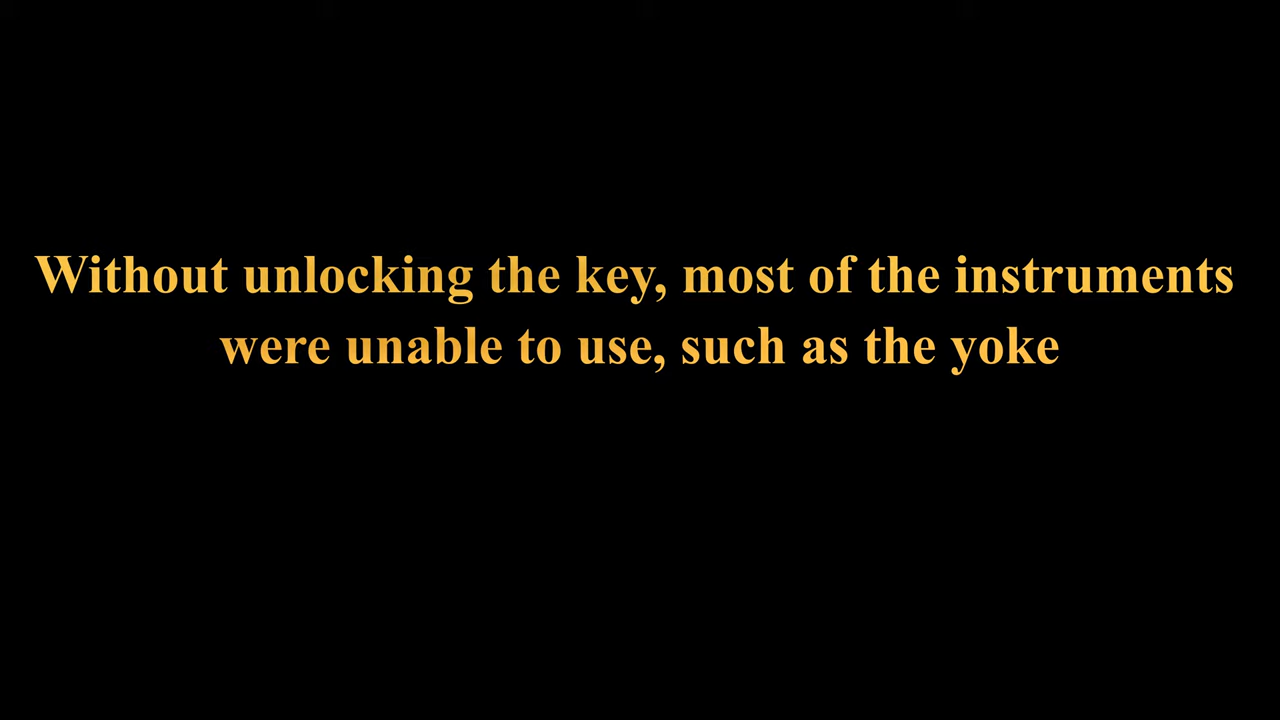 Without unlocking the key, most of the instruments
were unable to use, such as the yoke